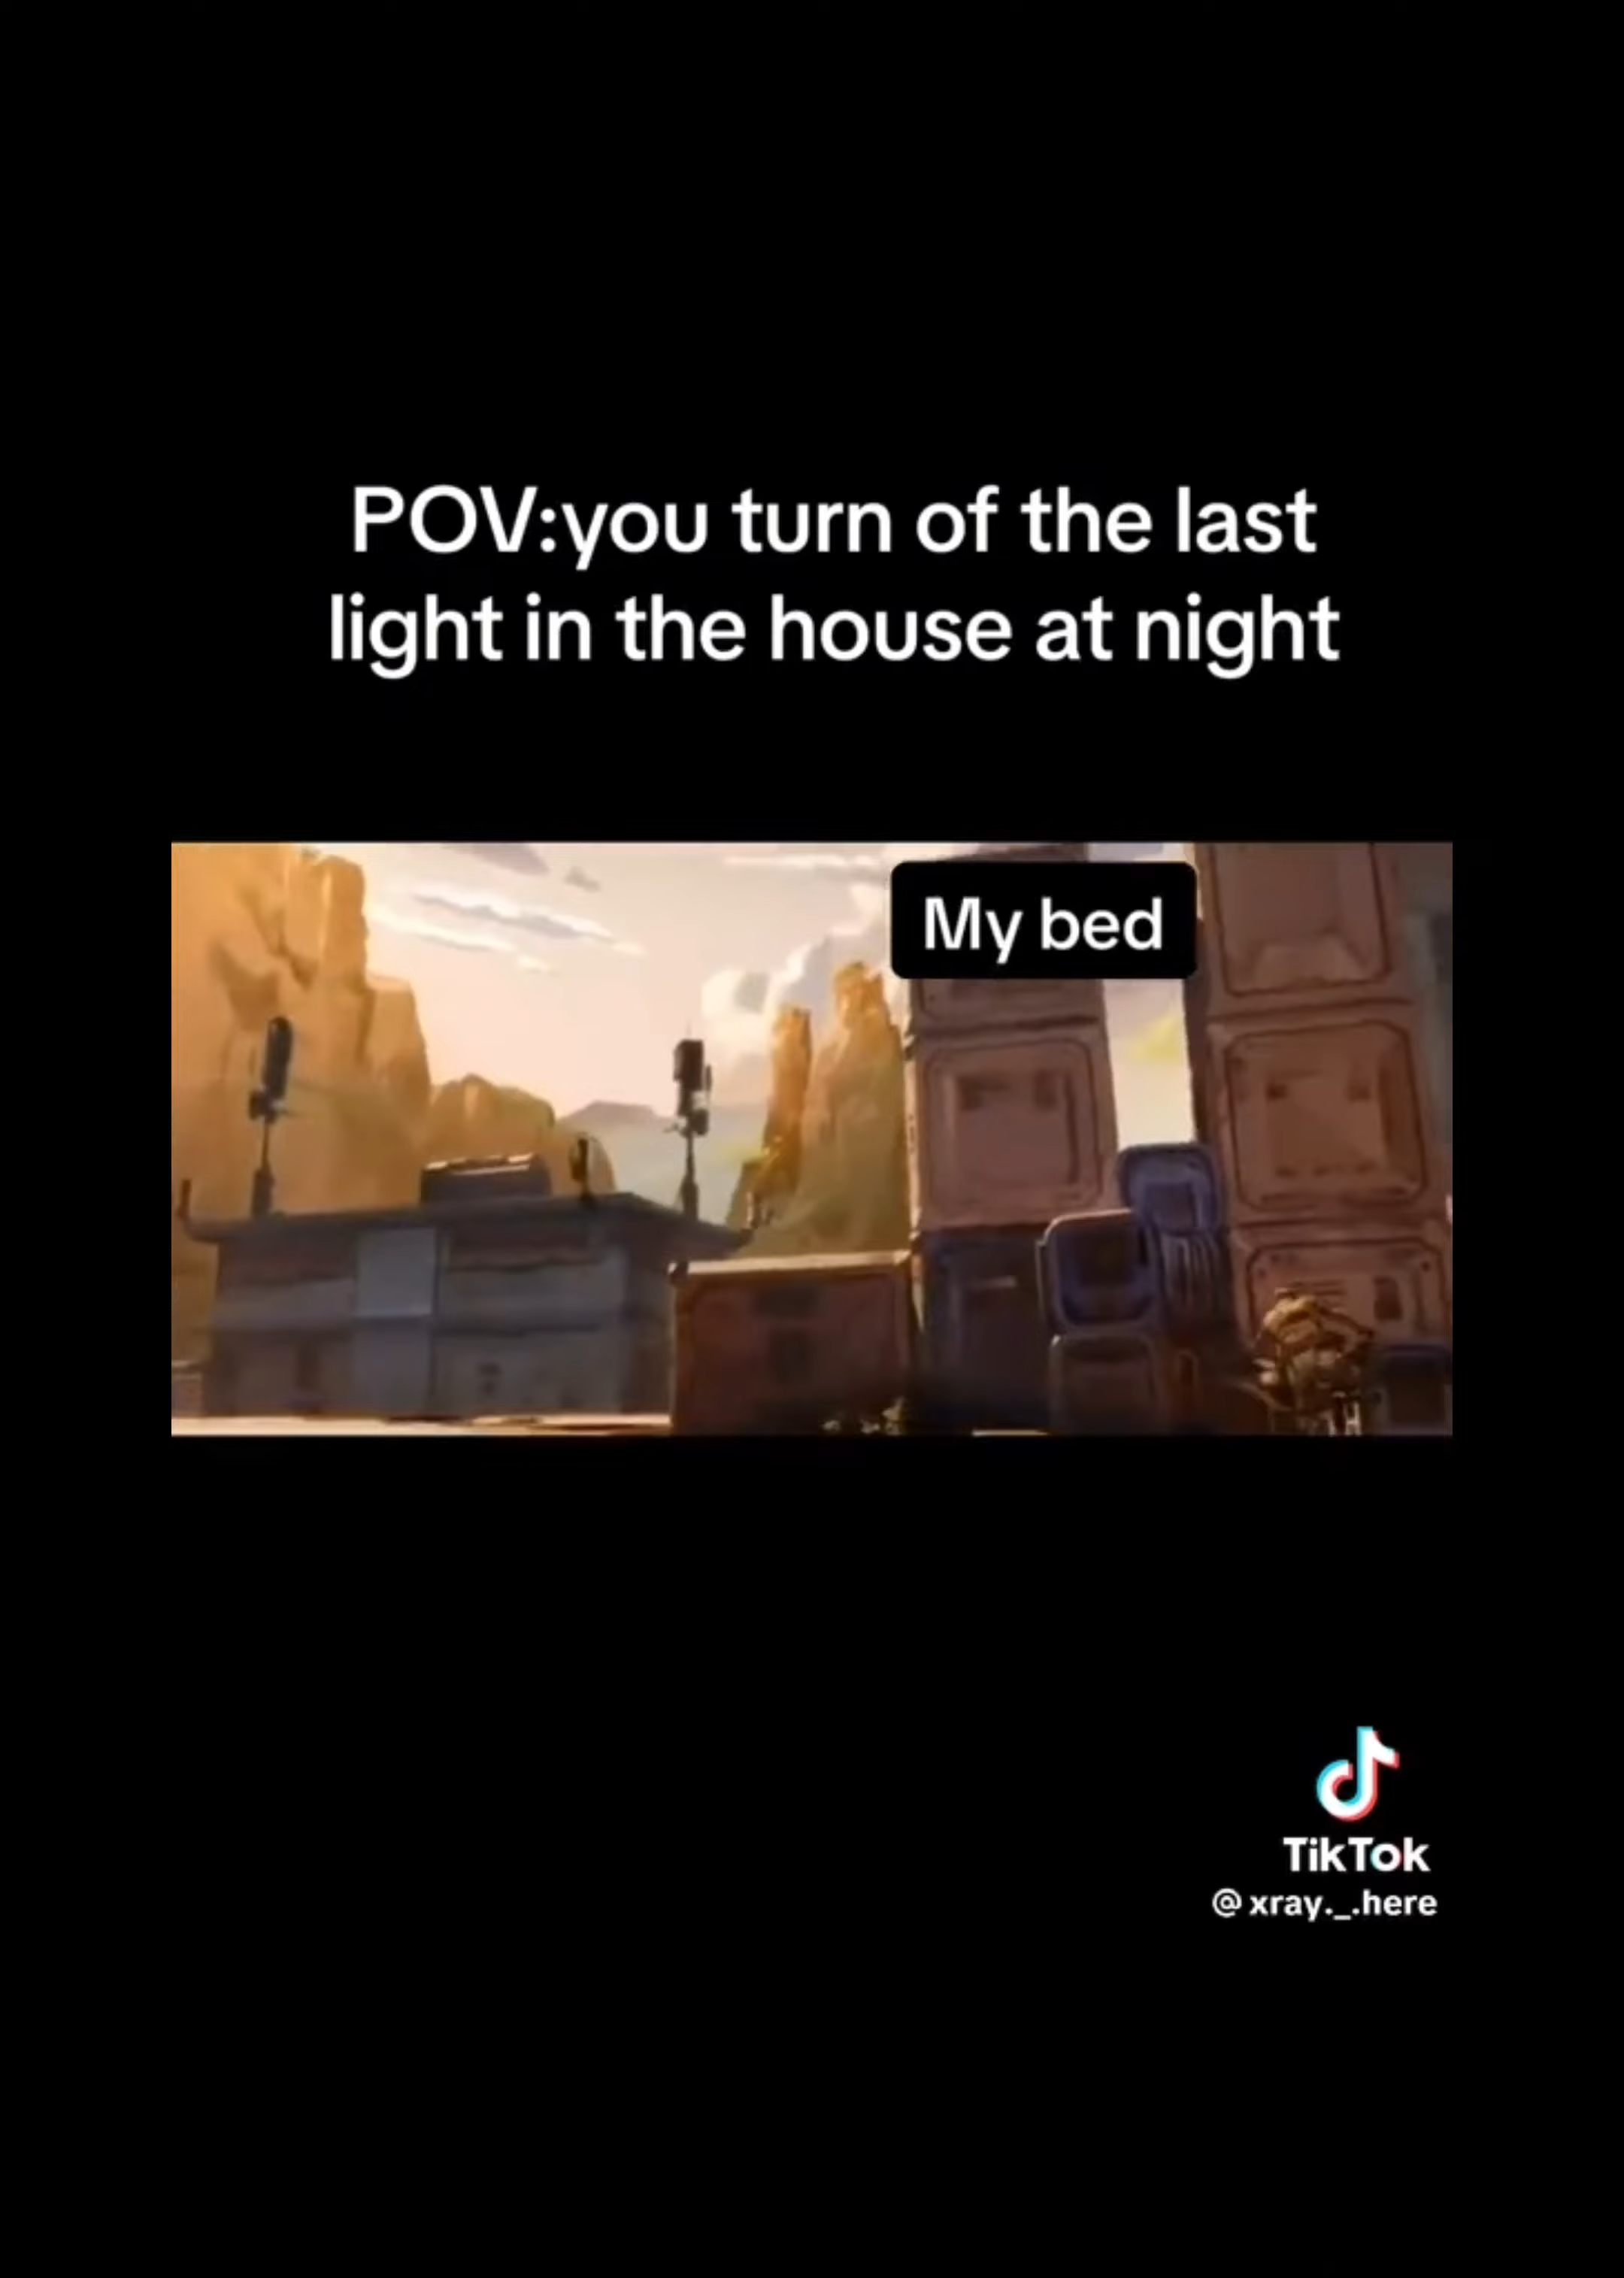 POV:you turn of the last
light in the house at night
My bed
TikTok
@xray._.here